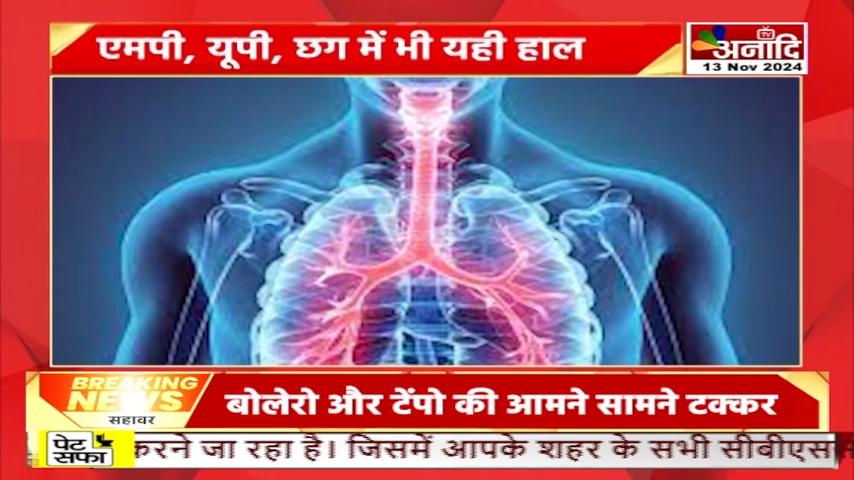 एमपी, यूपी, छग में भी यही हाल
TV
अनादि
13 Nov 2024
BREAKING
NEWS
सहावर
बोलेरो और टेंपो की आमने सामने टक्कर
पेट
सफा
करने जा रहा है। जिसमें आपके शहर के सभी सीबीएस